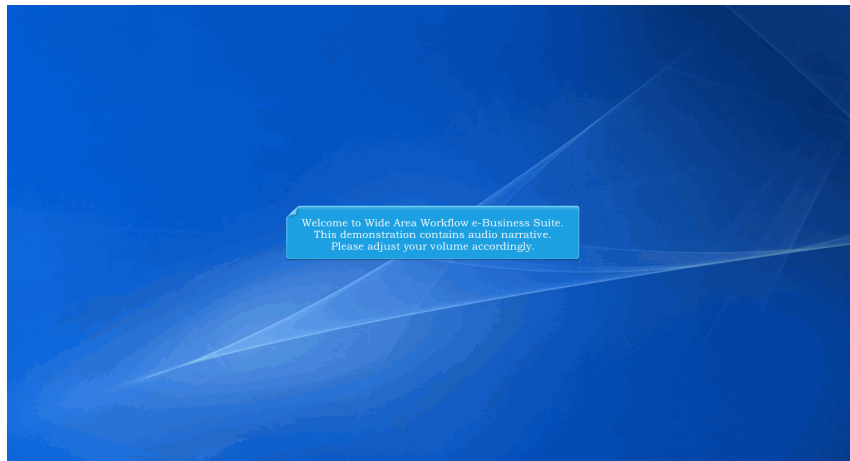 Welcome to Wide Area Workflow e-Business Suite.
This demonstration contains audio narrative.
Please adjust your volume accordingly.